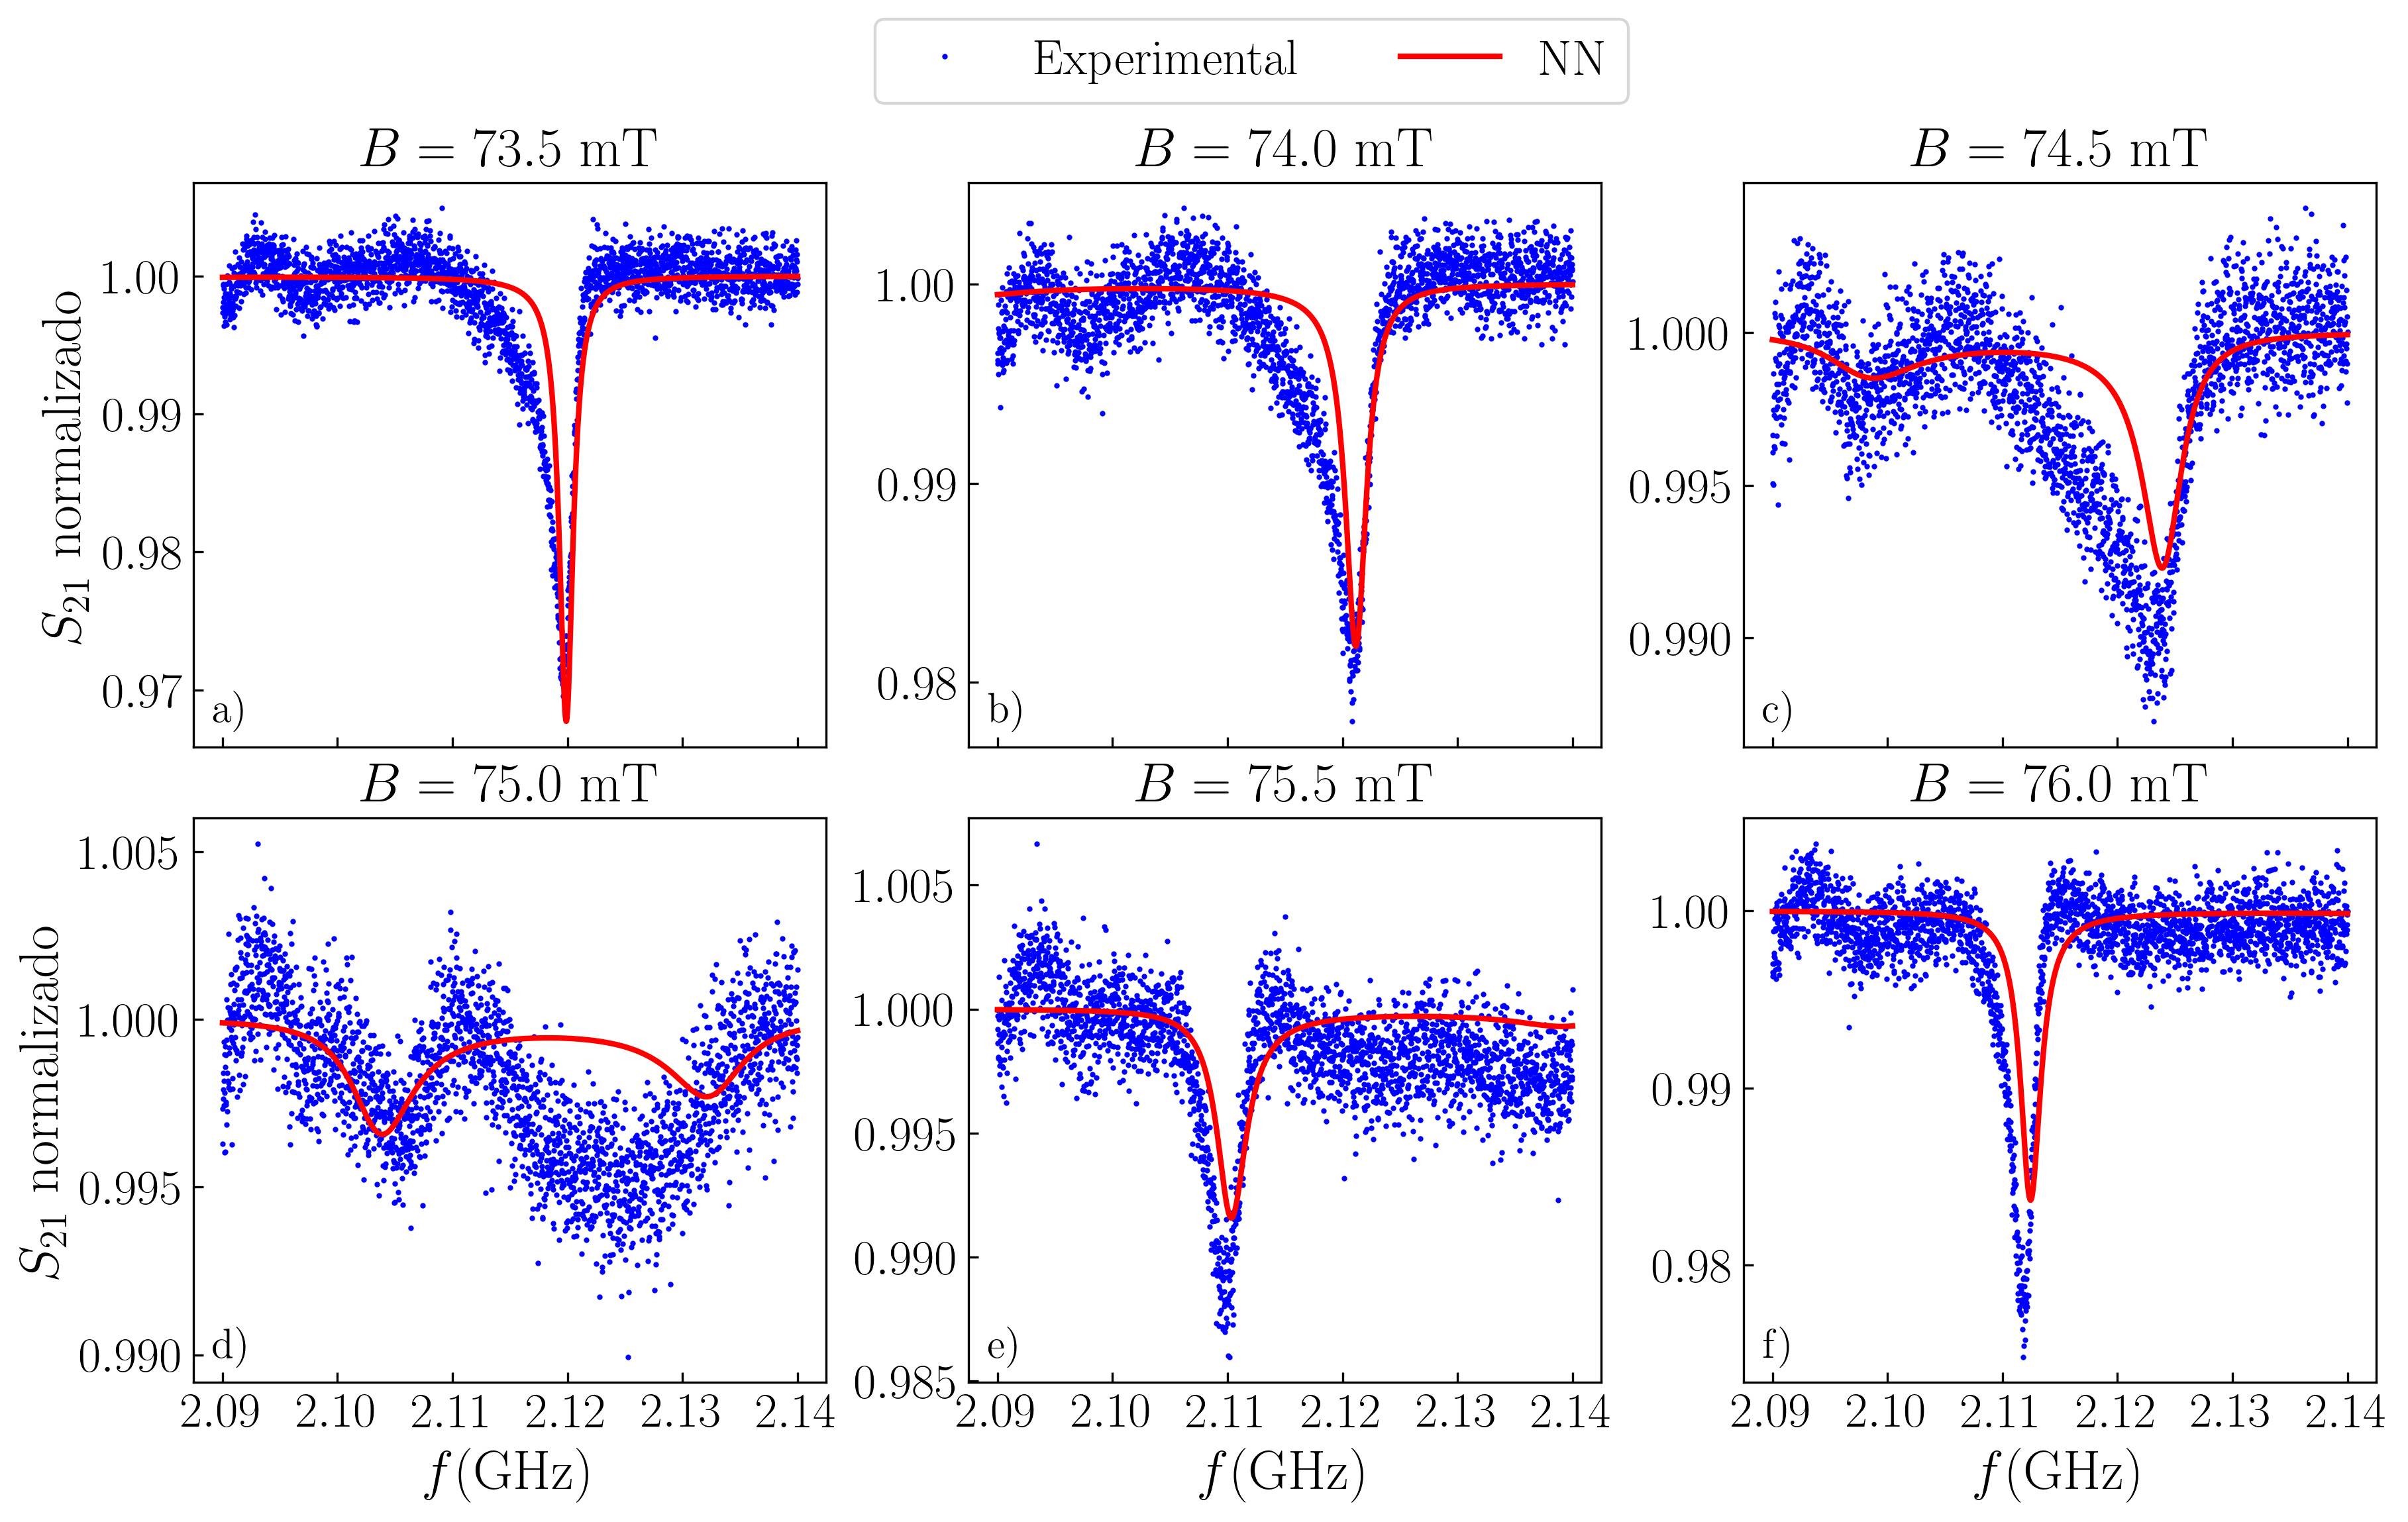 Experimental NN
B = 73.5 mT
B = 74.0 mT
B = 74.5 mT
S21 normalizado
1.00
0.99
0.98
0.97
a)
1.00
0.99
0.98
b)
1.000
0.995
0.990
c)
B = 75.0 mT
B = 75.5 mT
B = 76.0 mT
S21 normalizado
1.005
1.000
0.995
0.990
d)
2.09 2.10 2.11 2.12 2.13 2.14
f(GHz)
1.005
1.000
0.995
0.990
0.985
e)
2.09 2.10 2.11 2.12 2.13 2.14
f(GHz)
1.00
0.99
0.98
f)
2.09 2.10 2.11 2.12 2.13 2.14
f(GHz)